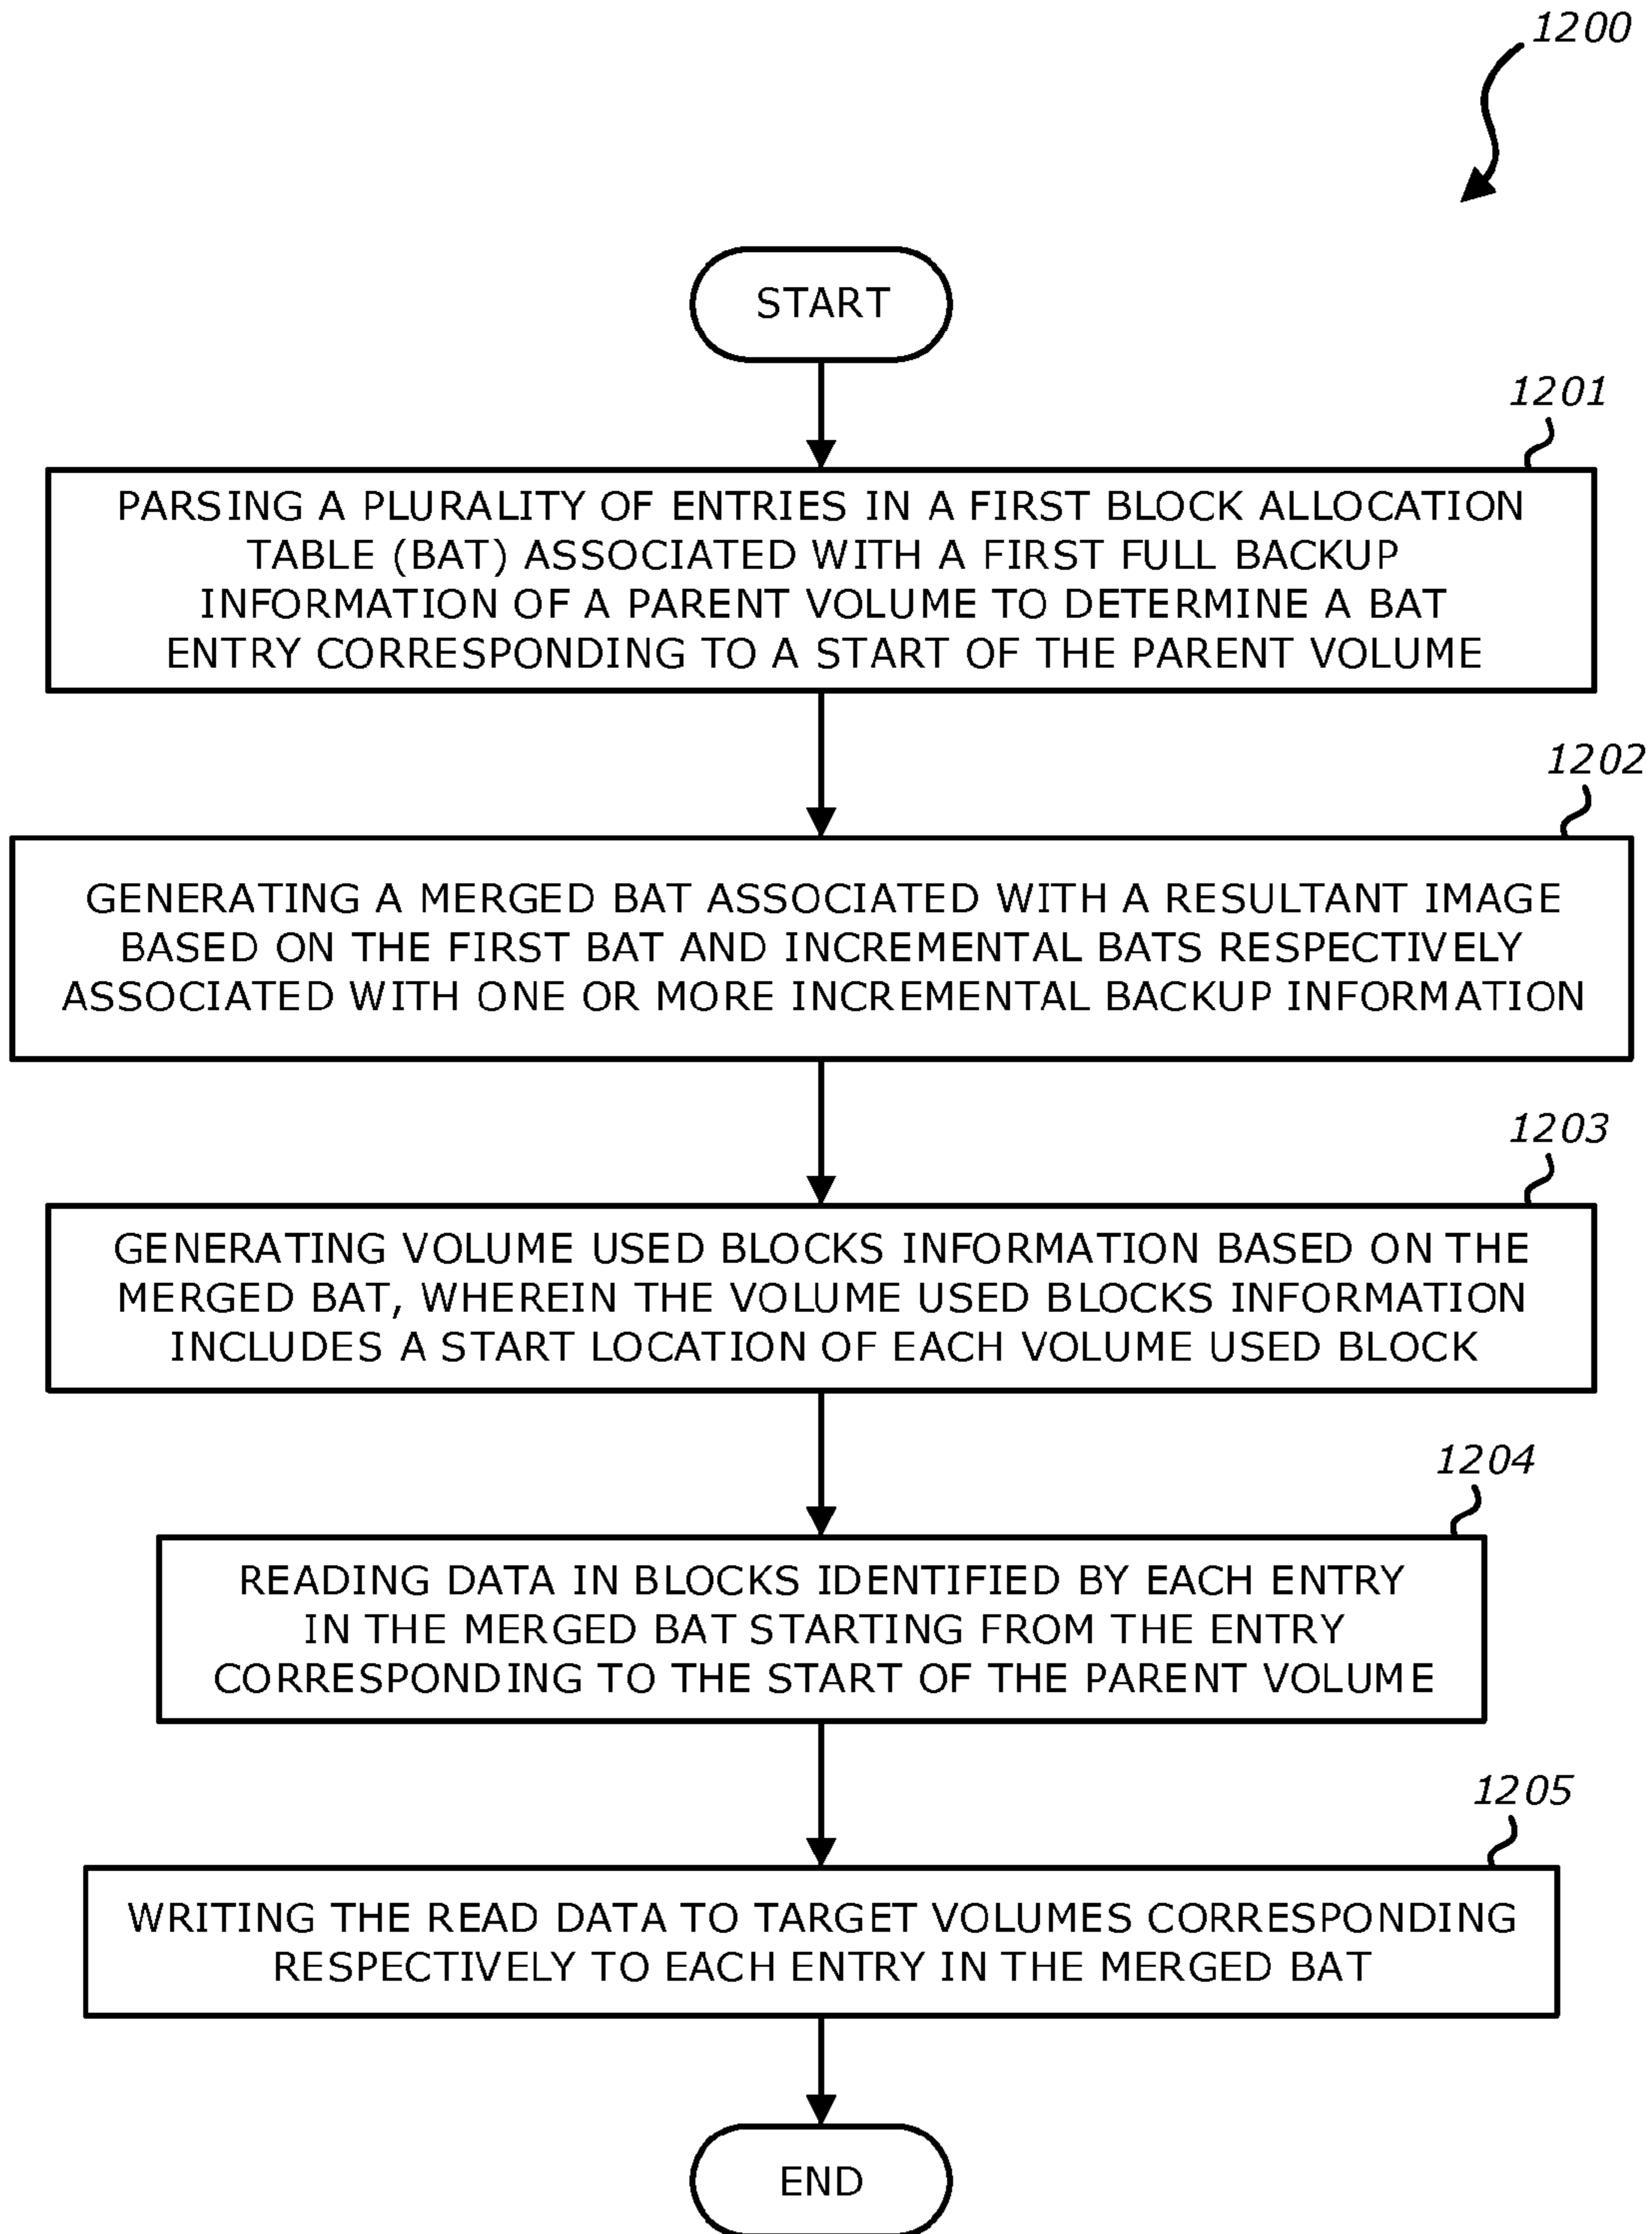 1200
START
1201
PARSING A PLURALITY OF ENTRIES IN A FIRST BLOCK ALLOCATION
TABLE (BAT) ASSOCIATED WITH A FIRST FULL BACKUP
INFORMATION OF A PARENT VOLUME TO DETERMINE A BAT
ENTRY CORRESPONDING TO A START OF THE PARENT VOLUME
1202
GENERATING A MERGED BAT ASSOCIATED WITH A RESULTANT IMAGE
BASED ON THE FIRST BAT AND INCREMENTAL BATS RESPECTIVELY
ASSOCIATED WITH ONE OR MORE INCREMENTAL BACKUP INFORMATION
1203
GENERATING VOLUME USED BLOCKS INFORMATION BASED ON THE
MERGED BAT, WHEREIN THE VOLUME USED BLOCKS INFORMATION
INCLUDES A START LOCATION OF EACH VOLUME USED BLOCK
1204
READING DATA IN BLOCKS IDENTIFIED BY EACH ENTRY
IN THE MERGED BAT STARTING FROM THE ENTRY
CORRESPONDING TO THE START OF THE PARENT VOLUME
1205
WRITING THE READ DATA TO TARGET VOLUMES CORRESPONDING
RESPECTIVELY TO EACH ENTRY IN THE MERGED BAT
END